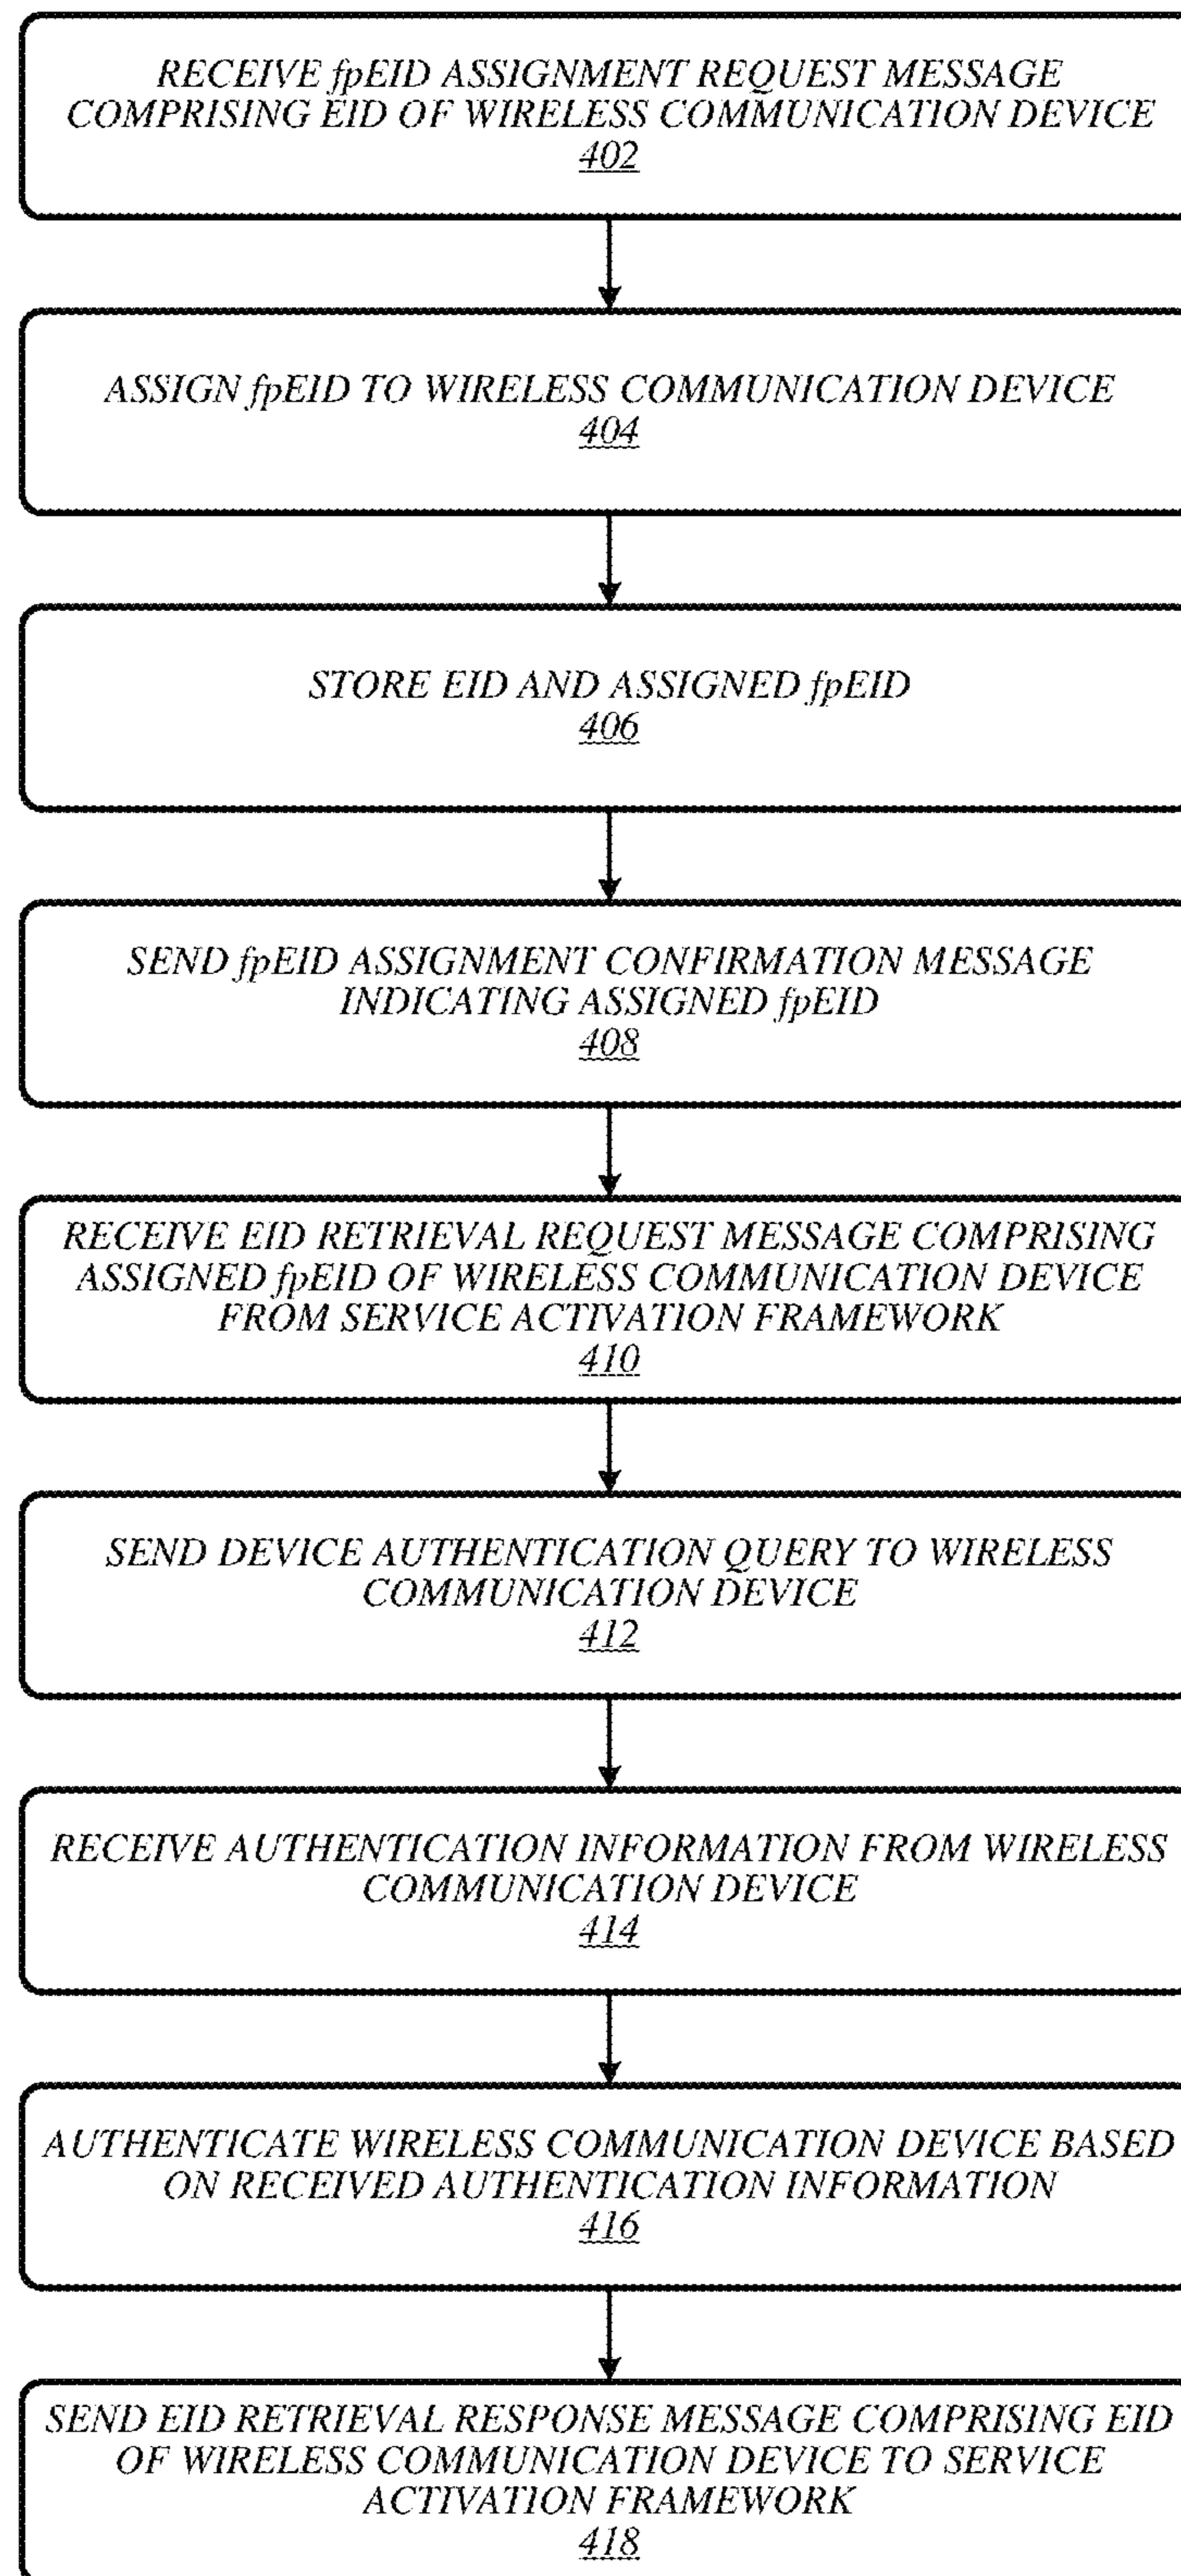 RECEIVE fpEID ASSIGNMENT REQUEST MESSAGE
COMPRISING EID OF WIRELESS COMMUNICATION DEVICE
402
ASSIGN fpEID TO WIRELESS COMMUNICATION DEVICE
404
STORE EID AND ASSIGNED fpEID
406
SEND fpEID ASSIGNMENT CONFIRMATION MESSAGE
INDICATING ASSIGNED fpEID
408
RECEIVE EID RETRIEVAL REQUEST MESSAGE COMPRISING
ASSIGNED fpEID OF WIRELESS COMMUNICATION DEVICE
FROM SERVICE ACTIVATION FRAMEWORK
410
SEND DEVICE AUTHENTICATION QUERY TO WIRELESS
COMMUNICATION DEVICE
412
RECEIVE AUTHENTICATION INFORMATION FROM WIRELESS
COMMUNICATION DEVICE
414
AUTHENTICATE WIRELESS COMMUNICATION DEVICE BASED
ON RECEIVED AUTHENTICATION INFORMATION
416
SEND EID RETRIEVAL RESPONSE MESSAGE COMPRISING EID
OF WIRELESS COMMUNICATION DEVICE TO SERVICE
ACTIVATION FRAMEWORK
418